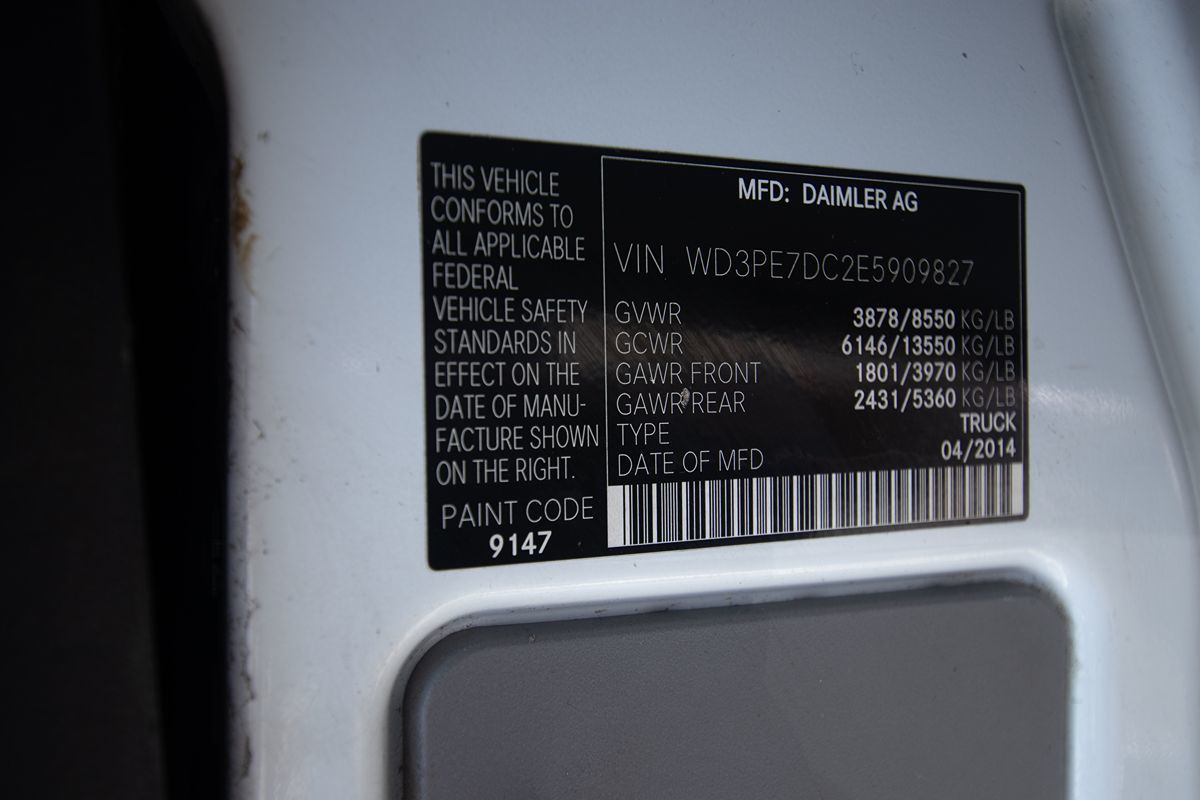 THIS VEHICLE
CONFORMS TO
ALL APPLICABLE
FEDERAL
VEHICLE SAFETY
STANDARDS IN
EFFECT ON THE
DATE OF MANU-
FACTURE SHOWN
ON THE RIGHT.
PAINT CODE
9147
MFD: DAIMLER AG
VIN WD3PE7DC2E5909827
GVWR 3878/8550 KG/LB
GCWR 6146/13550 KG/LB
GAWR FRONT 1801/3970 KG/LB
GAWR REAR 2431/5360 KG/LB
TYPE TRUCK
DATE OF MFD 04/2014